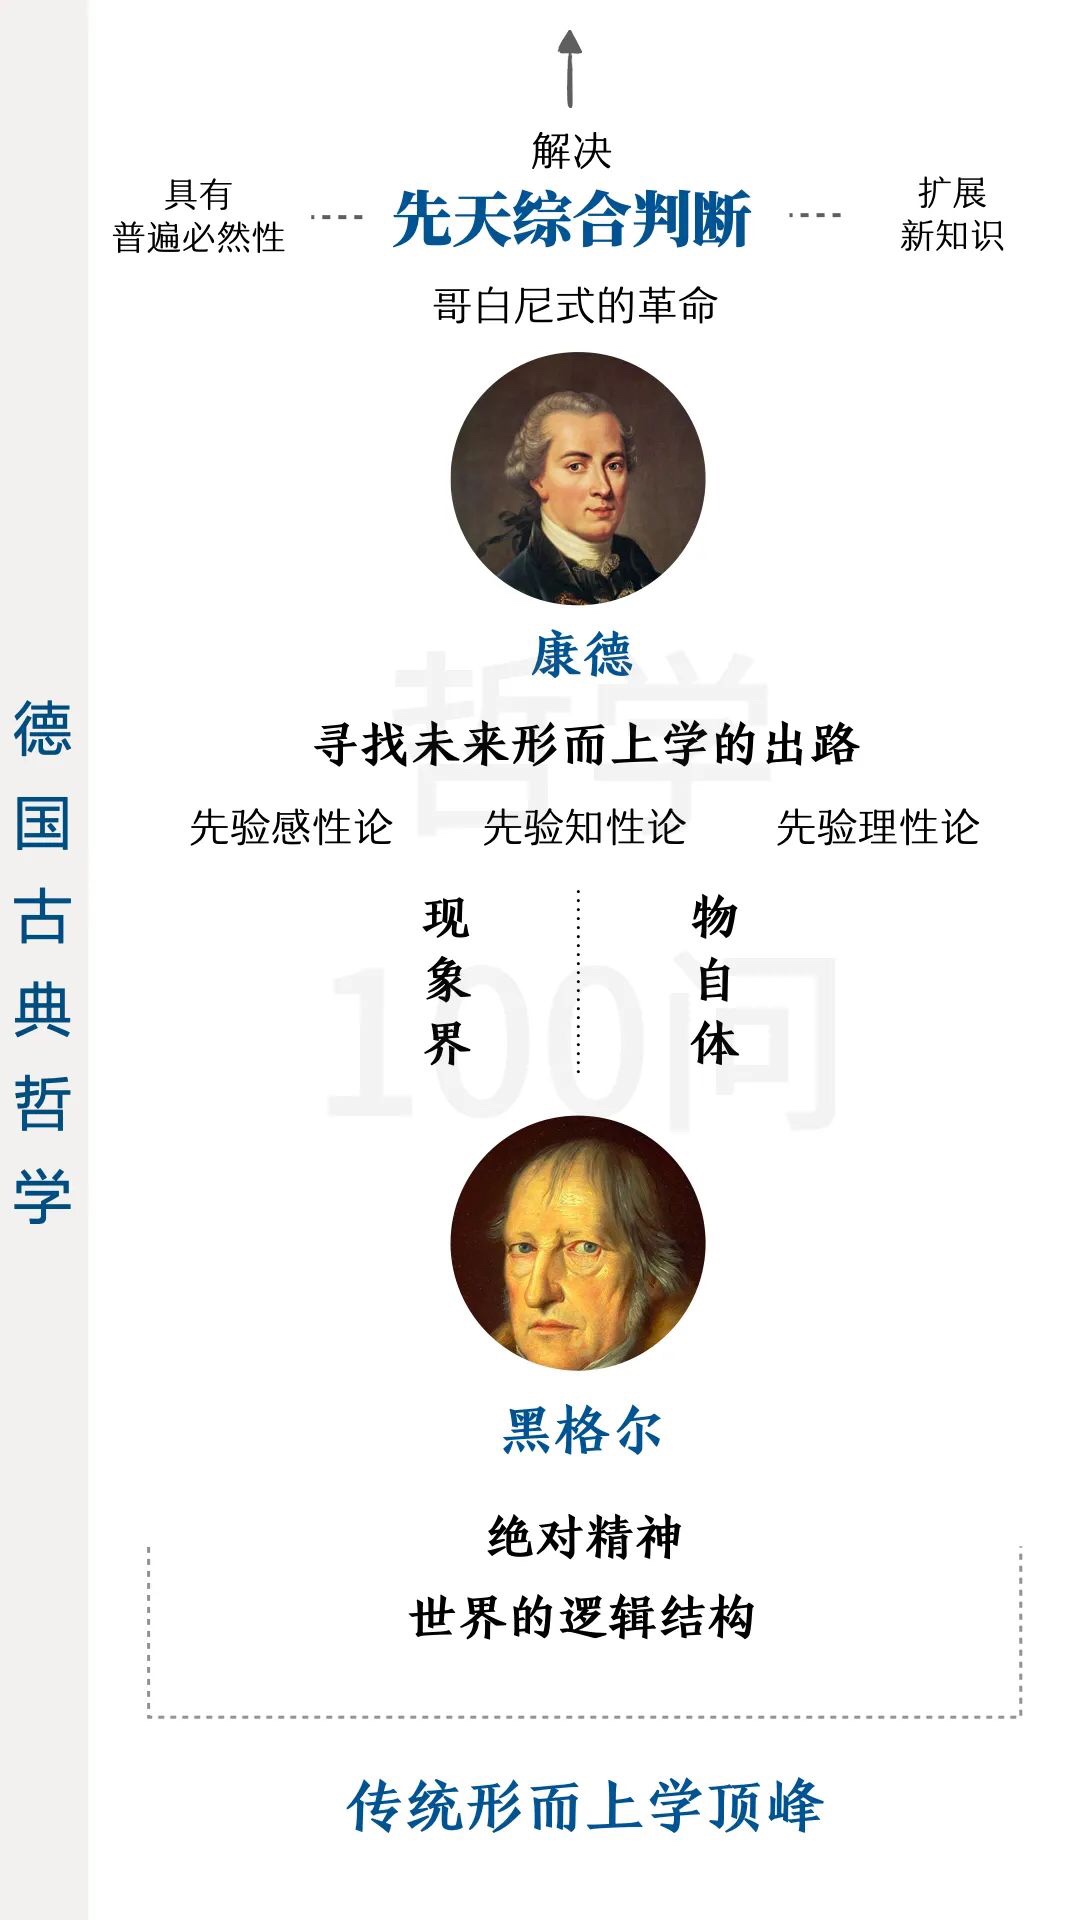 解决
具有
普遍必然性
先天综合判断
扩展
新知识
哥白尼式的革命
康德
寻找未来形而上学的出路
先验感性论 先验知性论 先验理性论
现象界
物自体
黑格尔
绝对精神
世界的逻辑结构
传统形而上学顶峰
德国古典哲学
哲学
100问